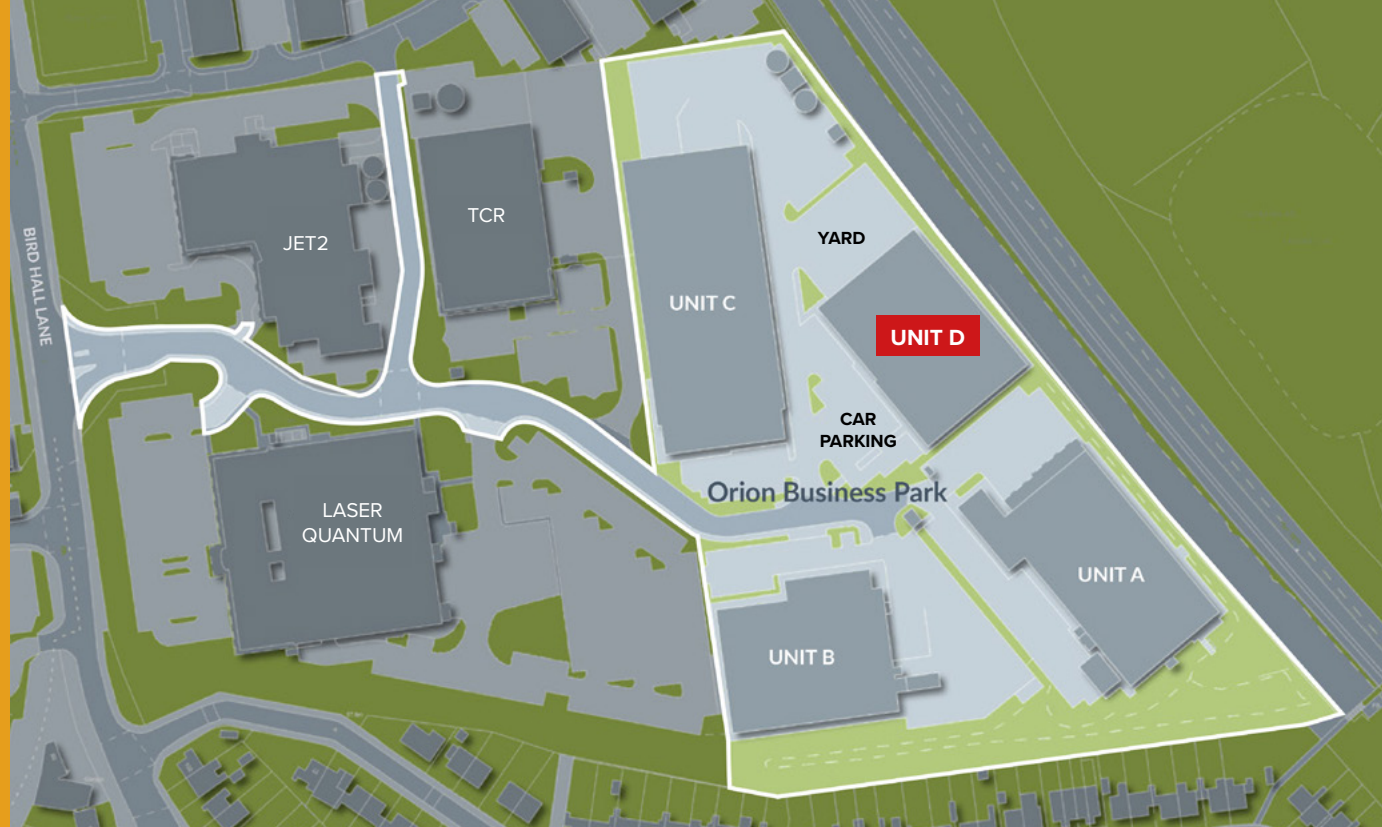 JET2
TCR
BIRD HALL LANE
YARD
UNIT C
UNIT D
CAR
PARKING
Orion Business Park
LASER
QUANTUM
UNIT A
UNIT B